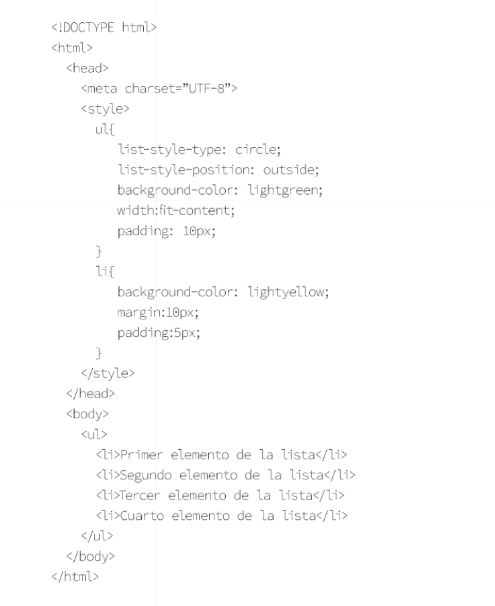 <!DOCTYPE html>
<html>
<head>
<meta charset=”UTF-8”>
<style>
ul{
list-style-type: circle;
list-style-position: outside;
background-color: lightgreen;
width:fit-content;
padding: 10px;
}
li{
background-color: lightyellow;
margin:10px;
padding:5px;
}
</style>
</head>
<body>
<ul>
<li>Primer elemento de la lista</li>
<li>Segundo elemento de la lista</li>
<li>Tercer elemento de la lista</li>
<li>Cuarto elemento de la lista</li>
</ul>
</body>
</html>